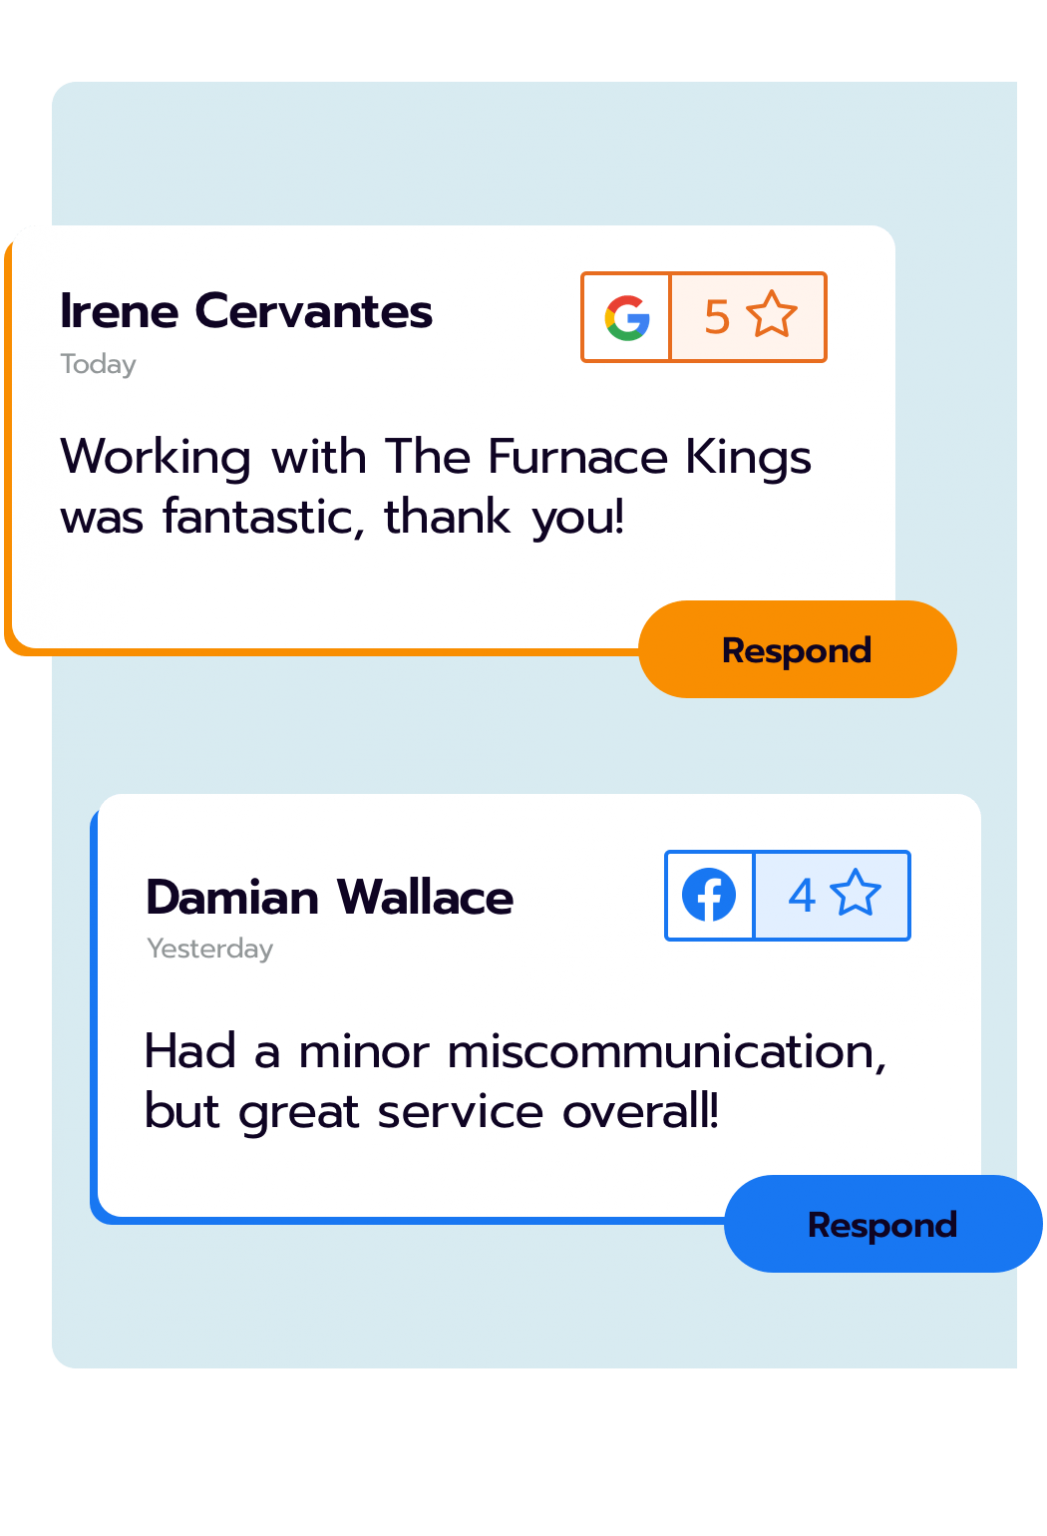 Irene Cervantes
5
Today
Working with The Furnace Kings
was fantastic, thank you!
Respond
Damian Wallace
4
Yesterday
Had a minor miscommunication,
but great service overall!
Respond